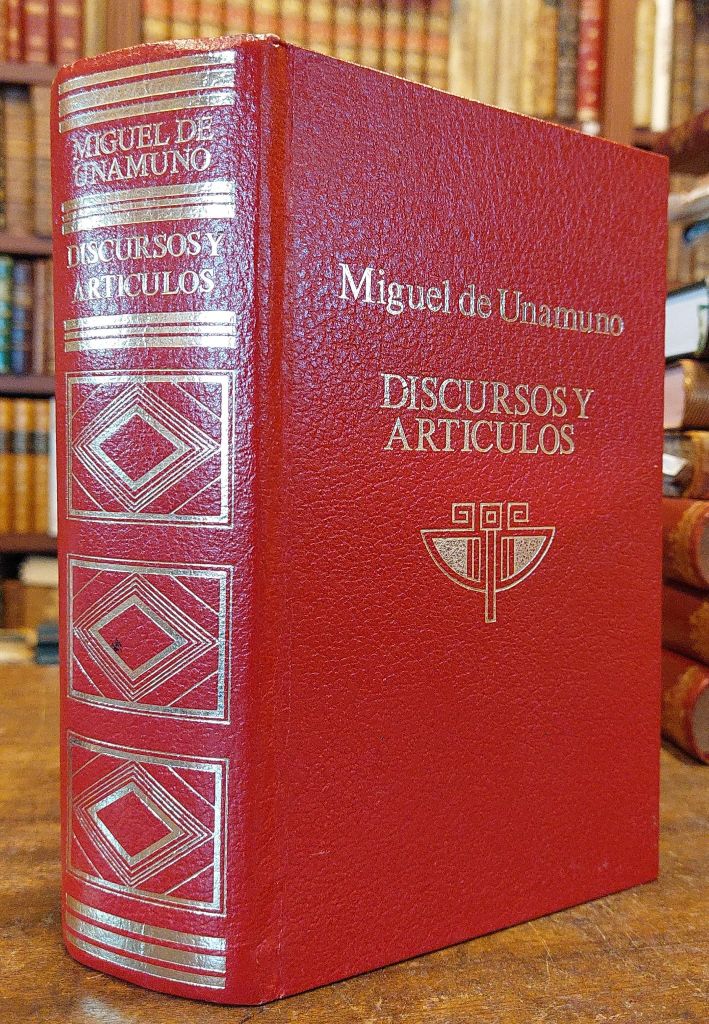 MIGUEL DE
UNAMUNO
DISCURSOS Y
ARTICULOS
Miguel de Unamuno
DISCURSOS Y
ARTICULOS